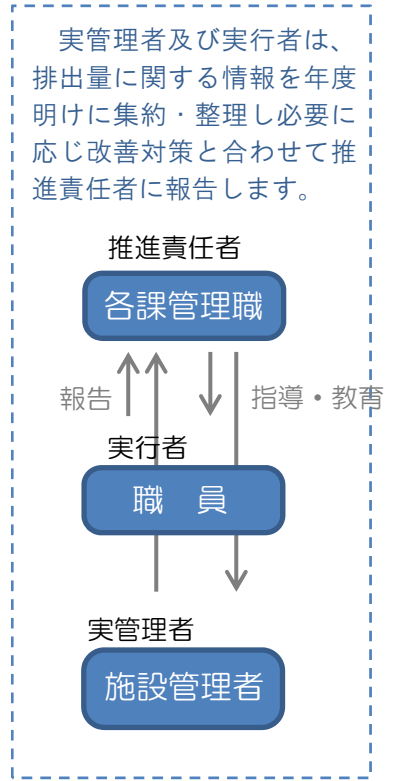 実管理者及び実行者は、
排出量に関する情報を年度
明けに集約・整理し必要に
応じ改善対策と合わせて推
進責任者に報告します。
推進責任者
各課管理職
報告
指導・教育
実行者
職　員
実管理者
施設管理者